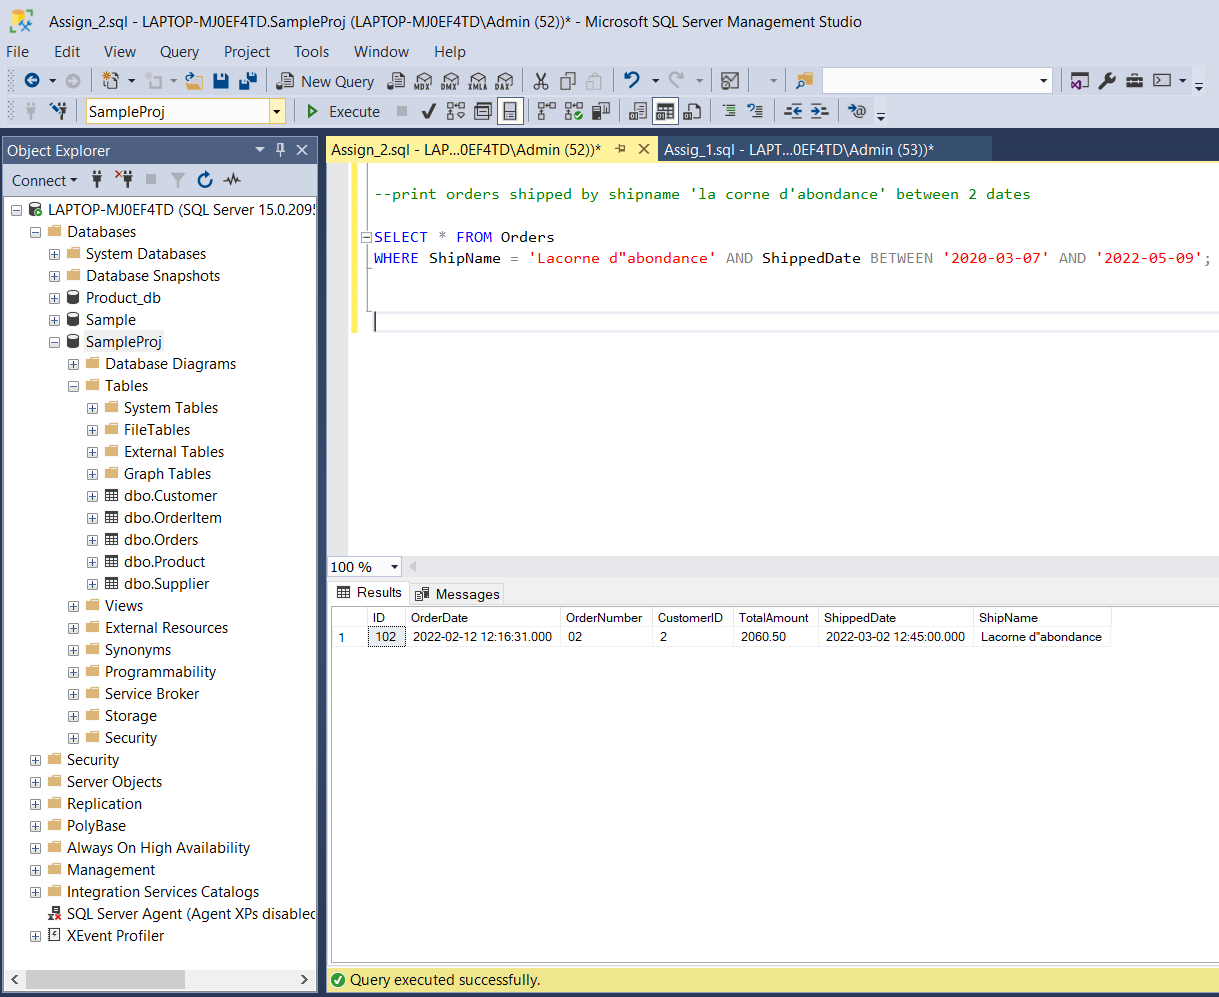 Assign_2.sql - LAPTOP-MJ0EF4TD.SampleProj (LAPTOP-MJ0EF4TD\Admin (52))* - Microsoft SQL Server Management Studio
File Edit View Query Project Tools Window Help
New Query MDX DMX XMLA DAX
SampleProj Execute
Object Explorer
Connect
LAPTOP-MJ0EF4TD (SQL Server 15.0.209
Databases
System Databases
Database Snapshots
Product_db
Sample
SampleProj
Database Diagrams
Tables
System Tables
FileTables
External Tables
Graph Tables
dbo.Customer
dbo.OrderItem
dbo.Orders
dbo.Product
dbo.Supplier
Views
External Resources
Synonyms
Programmability
Service Broker
Storage
Security
Security
Server Objects
Replication
PolyBase
Always On High Availability
Management
Integration Services Catalogs
SQL Server Agent (Agent XPs disabled
XEvent Profiler
Assign_2.sql - LAP...0EF4TD\Admin (52))* Assig_1.sql - LAPT...0EF4TD\Admin (53))*
--print orders shipped by shipname 'la corne d'abondance' between 2 dates
SELECT * FROM Orders
WHERE ShipName = 'Lacorne d"abondance' AND ShippedDate BETWEEN '2020-03-07' AND '2022-05-09';
100 %
Results Messages
ID OrderDate OrderNumber CustomerID TotalAmount ShippedDate ShipName
1 102 2022-02-12 12:16:31.000 02 2 2060.50 2022-03-02 12:45:00.000 Lacorne d"abondance
Query executed successfully.